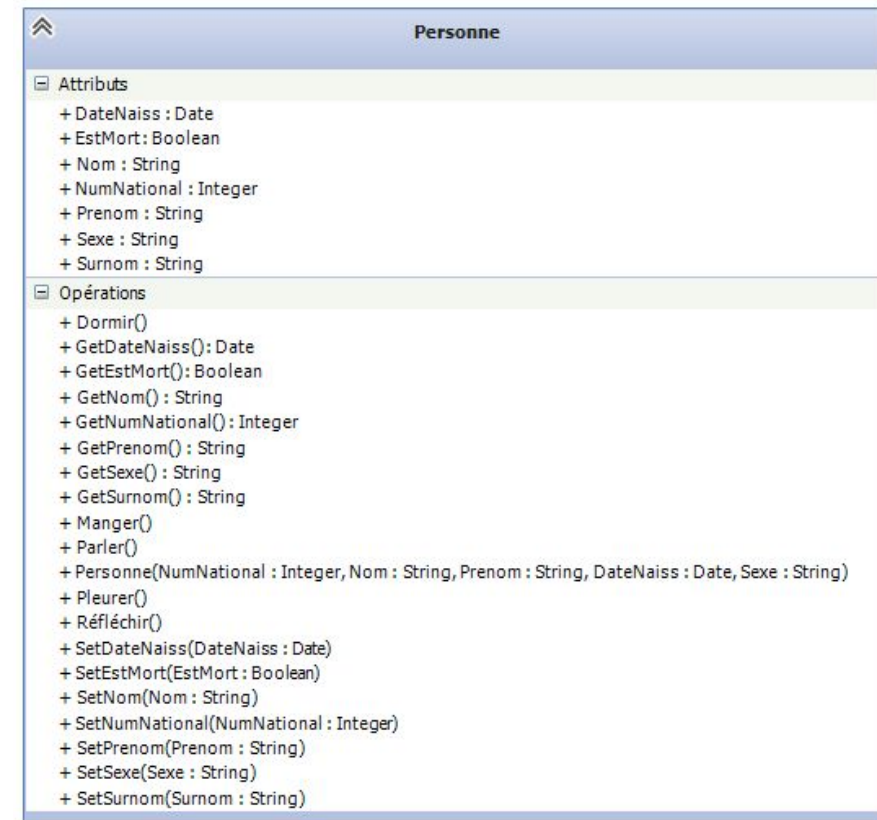 Personne
Attributs
+ DateNaiss : Date
+ EstMort: Boolean
+ Nom : String
+ NumNational : Integer
+ Prenom : String
+ Sexe : String
+ Surnom : String
Opérations
+ Dormir()
+ GetDateNaiss(): Date
+ GetEstMort(): Boolean
+ GetNom() : String
+ GetNumNational() : Integer
+ GetPrenom() : String
+ GetSexe() : String
+ GetSurnom() : String
+ Manger()
+ Parler()
+ Personne(NumNational : Integer, Nom : String, Prenom : String, DateNaiss : Date, Sexe : String)
+ Pleurer()
+ Réfléchir()
+ SetDateNaiss(DateNaiss : Date)
+ SetEstMort(EstMort : Boolean)
+ SetNom(Nom : String)
+ SetNumNational(NumNational : Integer)
+ SetPrenom(Prenom : String)
+ SetSexe(Sexe : String)
+ SetSurnom(Surnom : String)